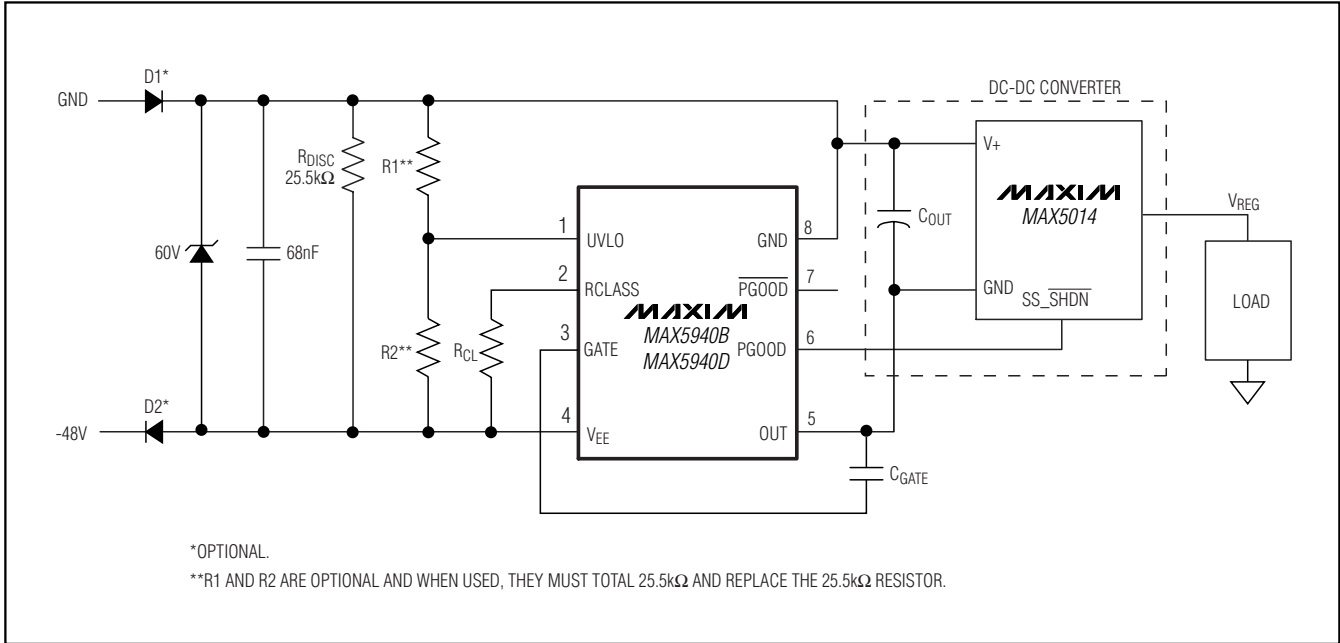 D1*
GND
DC-DC CONVERTER
RDISC
25.5kΩ
R1**
V+
MAXIM
MAX5014
VREG
COUT
1
UVLO
GND
8
60V
68nF
2
RCLASS
PGOOD
7
GND
SS_SHDN
LOAD
MAXIM
MAX5940B
MAX5940D
R2**
RCL
3
GATE
PGOOD
6
D2*
-48V
4
VEE
OUT
5
CGATE
*OPTIONAL.
**R1 AND R2 ARE OPTIONAL AND WHEN USED, THEY MUST TOTAL 25.5kΩ AND REPLACE THE 25.5kΩ RESISTOR.